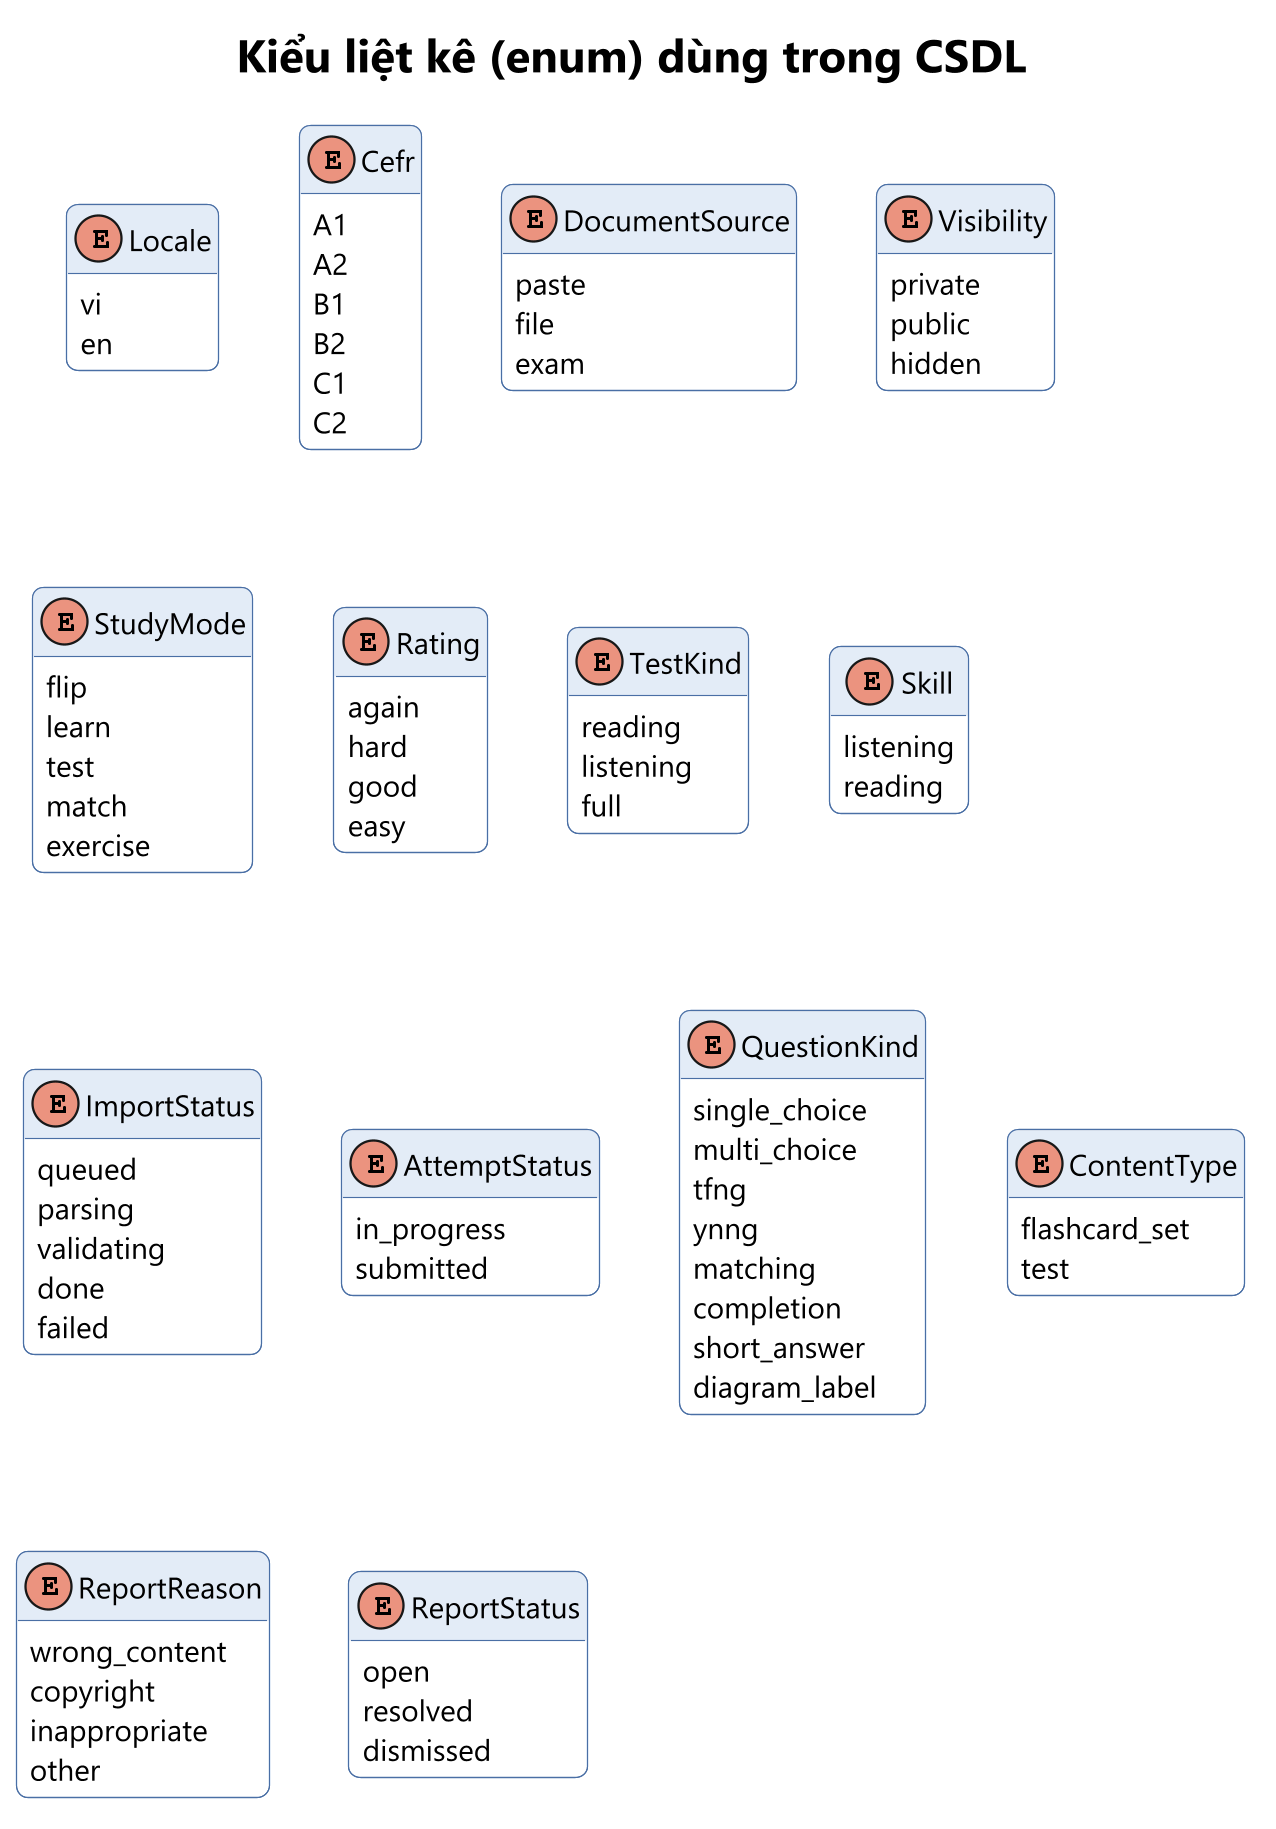 Kiểu liệt kê (enum) dùng trong CSDL
E Locale
vi
en
E Cefr
A1
A2
B1
B2
C1
C2
E DocumentSource
paste
file
exam
E Visibility
private
public
hidden
E StudyMode
flip
learn
test
match
exercise
E Rating
again
hard
good
easy
E TestKind
reading
listening
full
E Skill
listening
reading
E ImportStatus
queued
parsing
validating
done
failed
E AttemptStatus
in_progress
submitted
E QuestionKind
single_choice
multi_choice
tfng
ynng
matching
completion
short_answer
diagram_label
E ContentType
flashcard_set
test
E ReportReason
wrong_content
copyright
inappropriate
other
E ReportStatus
open
resolved
dismissed